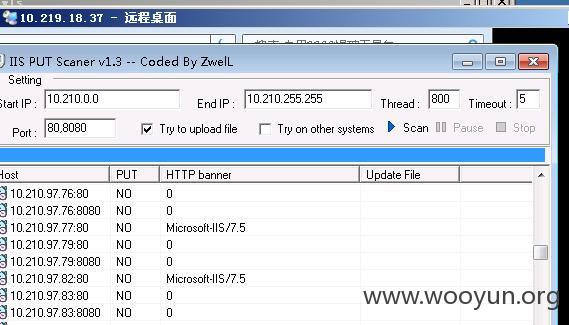 10.219.18.37 - 远程桌面
IIS PUT Scaner v1.3 -- Coded By ZwelL
Setting
Start IP : 10.210.0.0 End IP : 10.210.255.255 Thread : 800 Timeout : 5
Port : 80,8080 Try to upload file Try on other systems Scan Pause Stop
Host PUT HTTP banner Update File
10.210.97.76:80 NO 0
10.210.97.76:8080 NO 0
10.210.97.77:80 NO Microsoft-IIS/7.5
10.210.97.79:80 NO 0
10.210.97.79:8080 NO 0
10.210.97.82:80 NO Microsoft-IIS/7.5
10.210.97.83:80 NO 0
10.210.97.83:8080 NO 0
www.wooyun.org